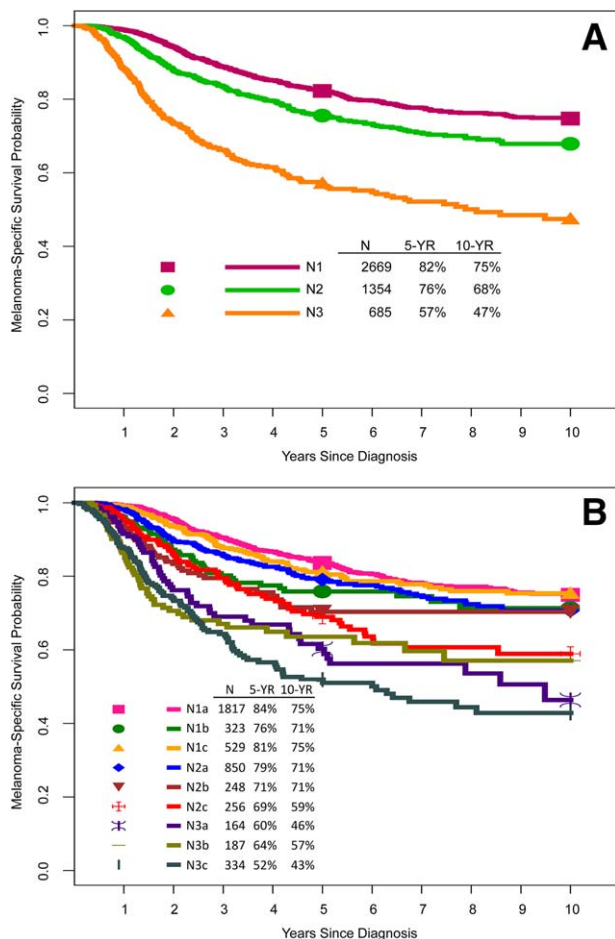 A
Melanoma-Specific Survival Probability
1.0
0.8
0.6
0.4
0.2
0.0
N 5-YR 10-YR
N1 2669 82% 75%
N2 1354 76% 68%
N3 685 57% 47%
1 2 3 4 5 6 7 8 9 10
Years Since Diagnosis
B
Melanoma-Specific Survival Probability
1.0
0.8
0.6
0.4
0.2
0.0
N 5-YR 10-YR
N1a 1817 84% 75%
N1b 323 76% 71%
N1c 529 81% 75%
N2a 850 79% 71%
N2b 248 71% 71%
N2c 256 69% 59%
N3a 164 60% 46%
N3b 187 64% 57%
N3c 334 52% 43%
1 2 3 4 5 6 7 8 9 10
Years Since Diagnosis